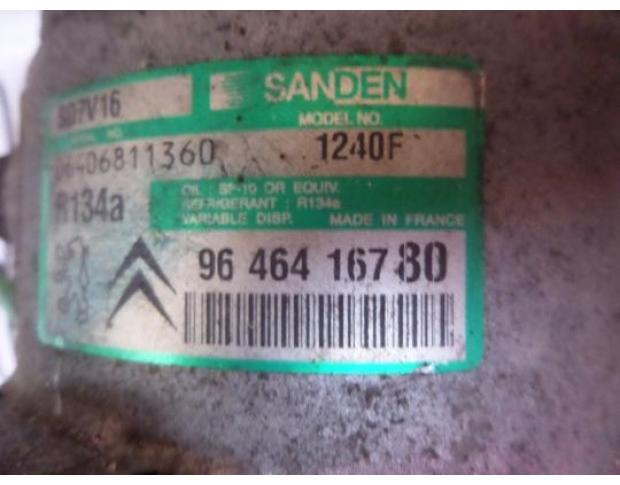 SANDEN
SD7V16
MODEL NO.
1240F
06406811360
R134a
OIL : SP-10 OR EQUIV.
REFRIGERANT : R134a
VARIABLE DISP. MADE IN FRANCE
96 464 167 80